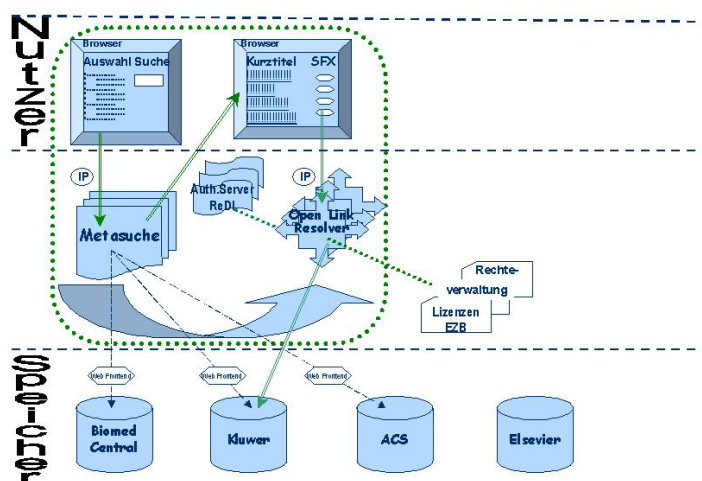 Nutzer
Browser
Auswahl Suche
Browser
Kurztitel SFX
IP
Metasuche
Auth.Server
ReDI
IP
Open Link
Resolver
Rechte-
verwaltung
Lizenzen
EZB
Speicher
Web Frontend
Web Frontend
Web Frontend
Biomed
Central
Kluwer
ACS
Elsevier